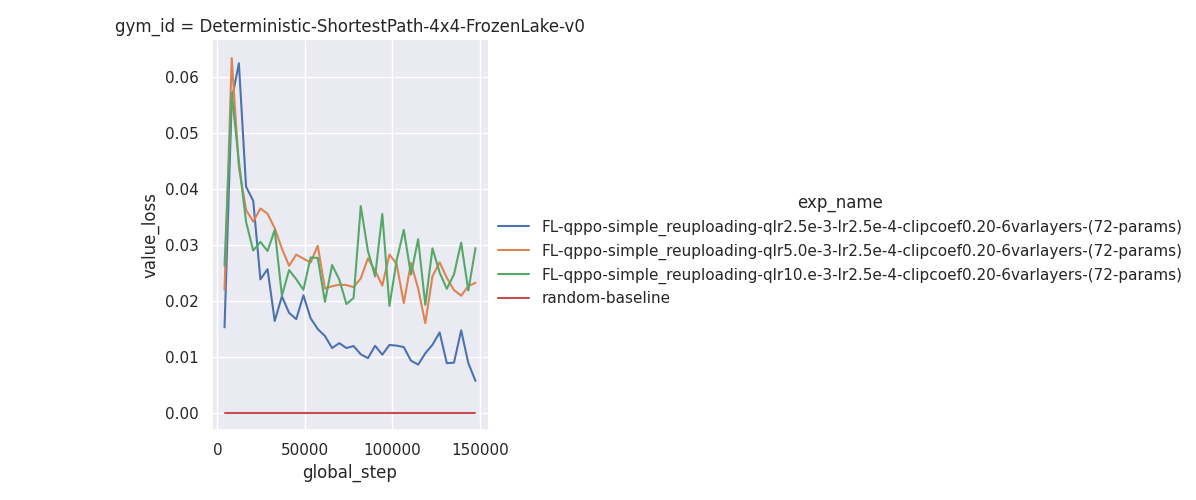 gym_id = Deterministic-ShortestPath-4x4-FrozenLake-v0
value_loss
0.06
0.05
0.04
0.03
0.02
0.01
0.00
0
50000
100000
150000
global_step
exp_name
FL-qppo-simple_reuploading-qlr2.5e-3-lr2.5e-4-clipcoef0.20-6varlayers-(72-params)
FL-qppo-simple_reuploading-qlr5.0e-3-lr2.5e-4-clipcoef0.20-6varlayers-(72-params)
FL-qppo-simple_reuploading-qlr10.e-3-lr2.5e-4-clipcoef0.20-6varlayers-(72-params)
random-baseline